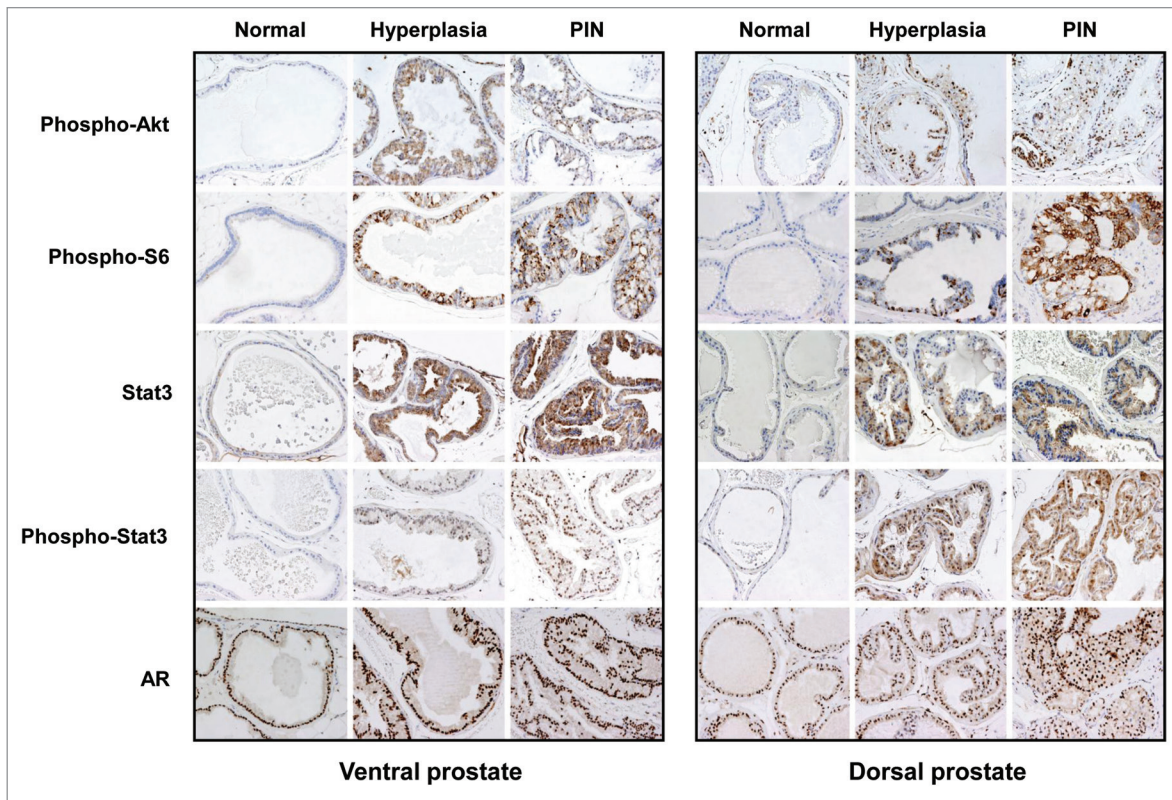 Normal Hyperplasia PIN Normal Hyperplasia PIN
Phospho-Akt
Phospho-S6
Stat3
Phospho-Stat3
AR
Ventral prostate Dorsal prostate